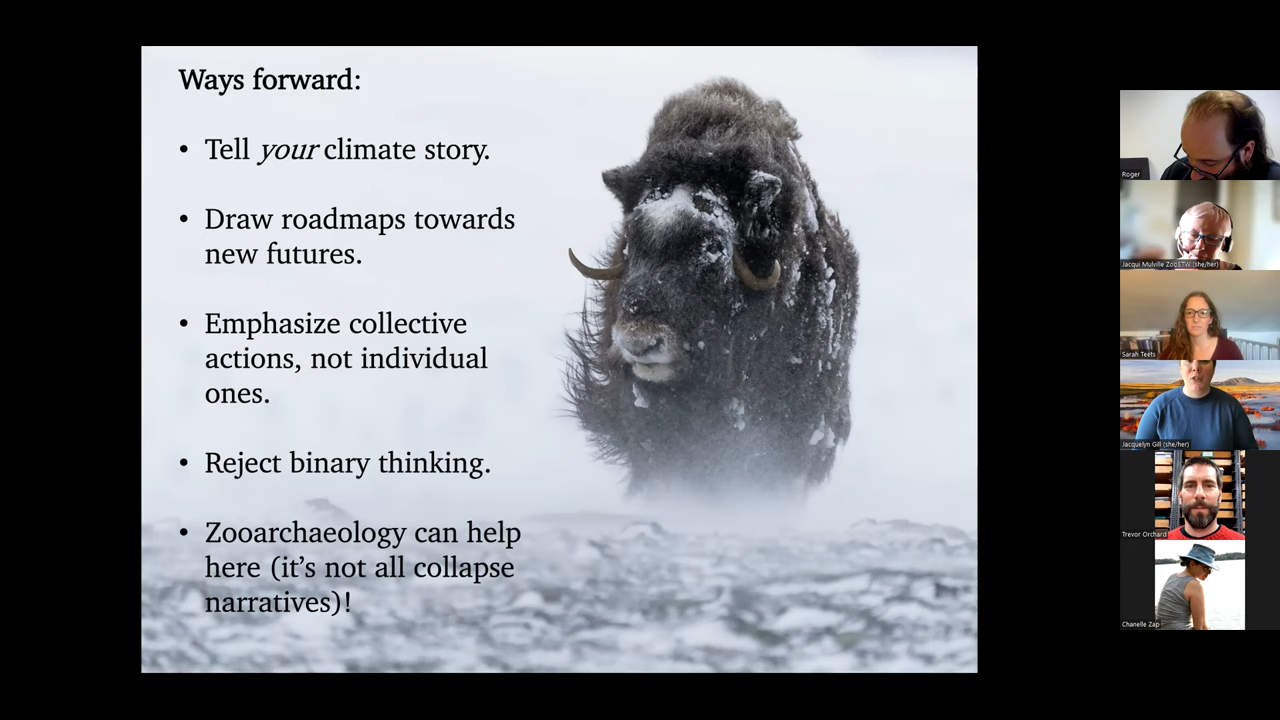 Ways forward:
• Tell your climate story.
• Draw roadmaps towards
new futures.
• Emphasize collective
actions, not individual
ones.
• Reject binary thinking.
• Zooarchaeology can help
here (it’s not all collapse
narratives)!
Roger
Jacqui Mulville ZooSTW (she/her)
Sarah Teets
Jacquelyn Gill (she/her)
Trevor Orchard
Chanelle Zap